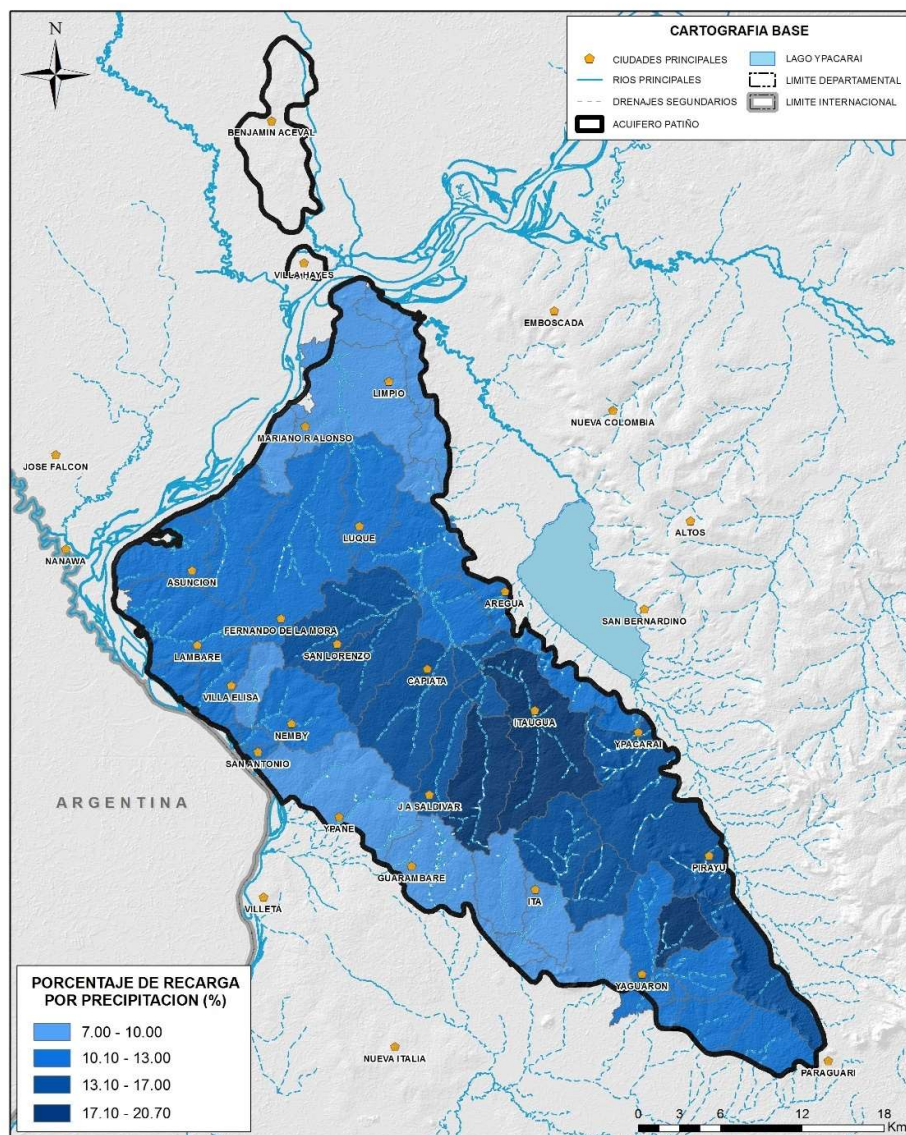 N
CARTOGRAFIA BASE
CIUDADES PRINCIPALES
RIOS PRINCIPALES
DRENAJES SEGUNDARIOS
ACUIFERO PATIÑO
LAGO YPACARAI
LIMITE DEPARTAMENTAL
LIMITE INTERNACIONAL
BENJAMIN ACEVAL
VILLA HAYES
EMBOSCADA
LIMPIO
NUEVA COLOMBIA
MARIANO R ALONSO
JOSE FALCON
ALTOS
LUQUE
NANAWA
ASUNCION
AREGUA
SAN BERNARDINO
FERNANDO DE LA MORA
LAMBARE
SAN LORENZO
CAPIATA
VILLA ELISA
ITAUGUA
NEMBY
YPACARAI
SAN ANTONIO
ARGENTINA
J A SALDIVAR
YPANE
PIRAYU
GUARAMBARE
ITA
VILLETA
YAGUARON
NUEVA ITALIA
PARAGUARI
PORCENTAJE DE RECARGA
POR PRECIPITACION (%)
7.00 - 10.00
10.10 - 13.00
13.10 - 17.00
17.10 - 20.70
0 3 6 12 18
Km